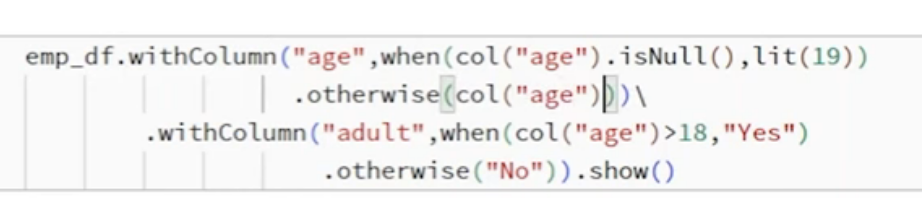 emp_df.withColumn("age",when(col("age").isNull(),lit(19))
.otherwise(col("age")))\
.withColumn("adult",when(col("age")>18,"Yes")
.otherwise("No")).show()